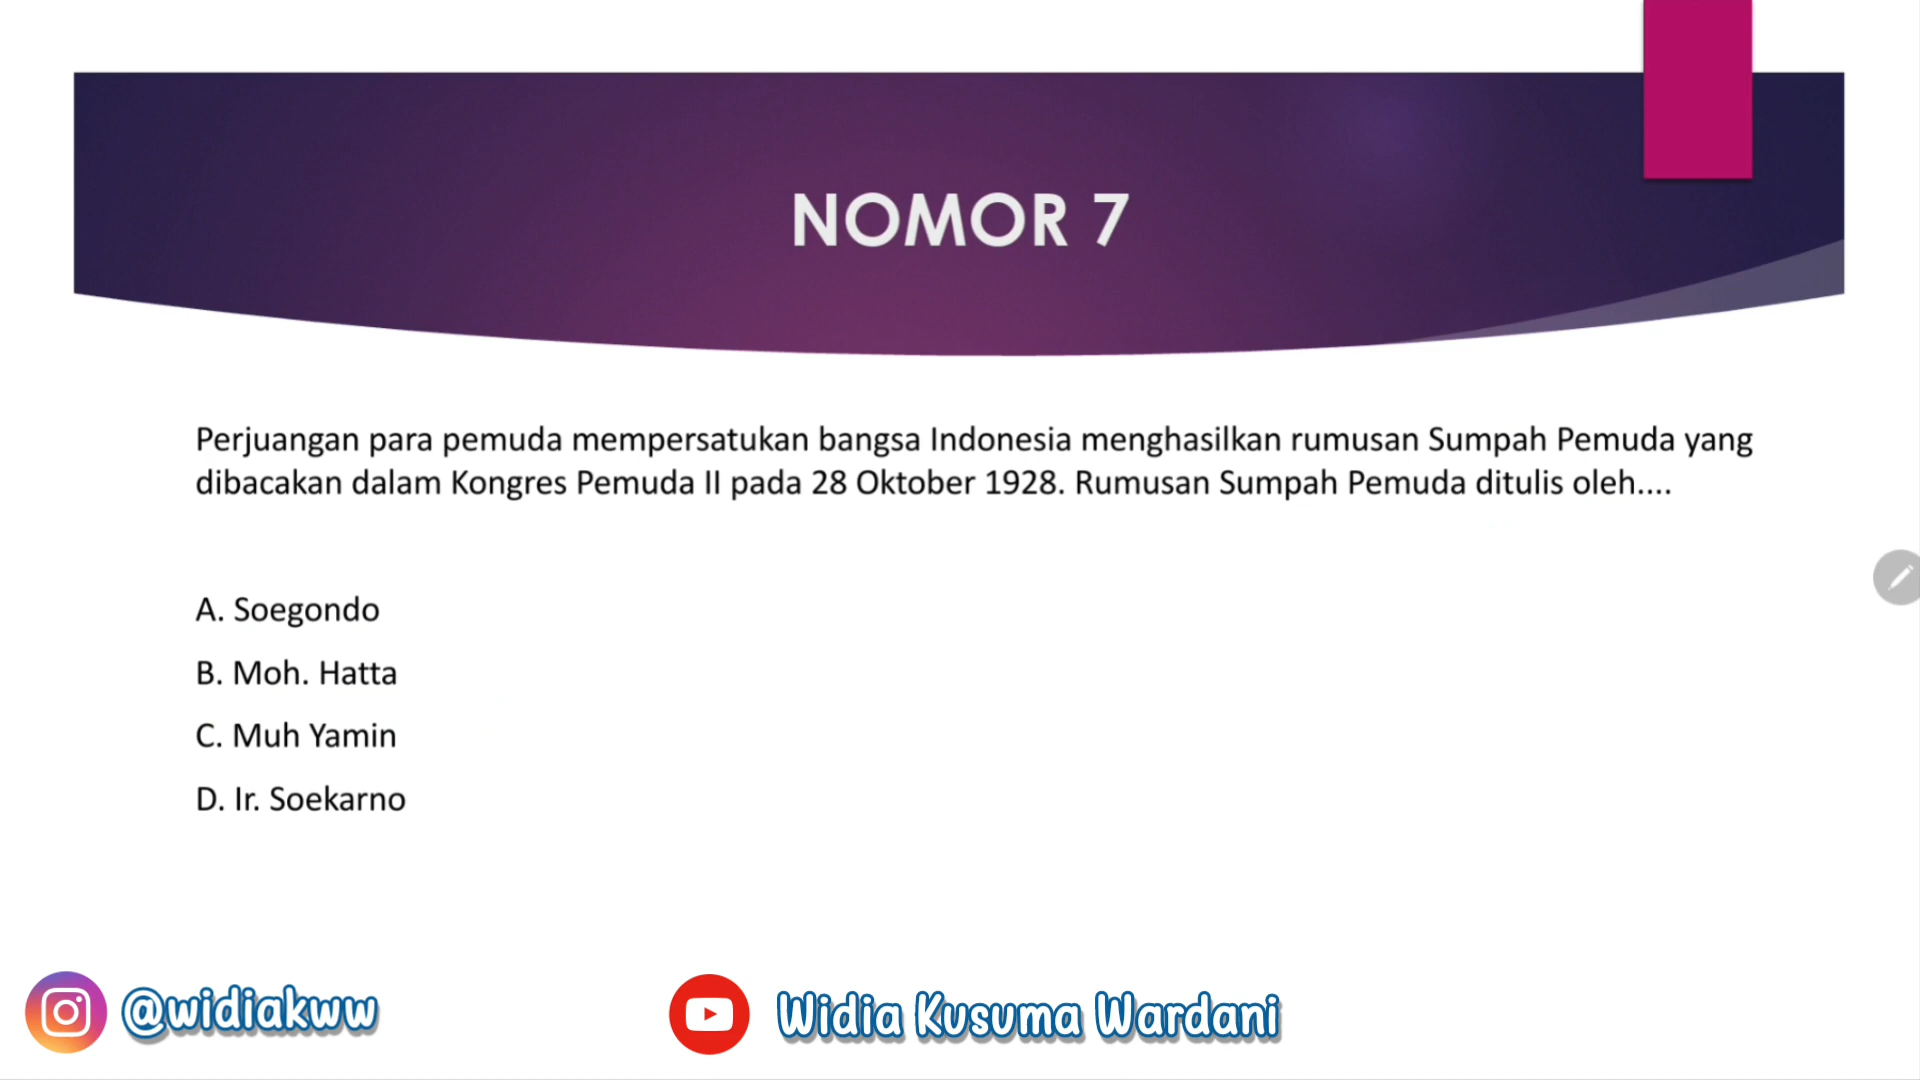 NOMOR 7
Perjuangan para pemuda mempersatukan bangsa Indonesia menghasilkan rumusan Sumpah Pemuda yang
dibacakan dalam Kongres Pemuda II pada 28 Oktober 1928. Rumusan Sumpah Pemuda ditulis oleh....
A. Soegondo
B. Moh. Hatta
C. Muh Yamin
D. Ir. Soekarno
@widiakww
Widia Kusuma Wardani